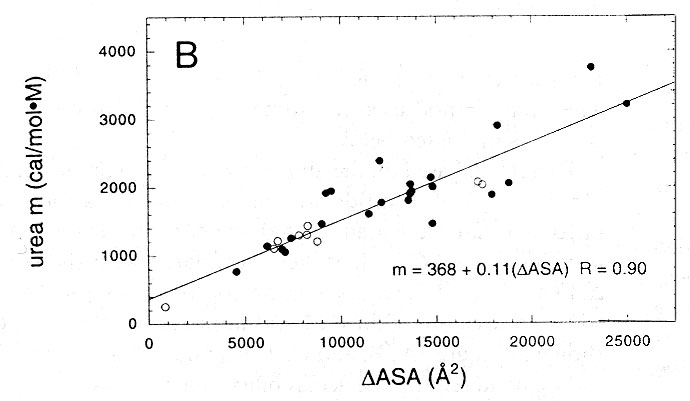 B
4000
3000
2000
1000
0
urea m (cal/mol•M)
m = 368 + 0.11(ΔASA) R = 0.90
0 5000 10000 15000 20000 25000
ΔASA (Å²)